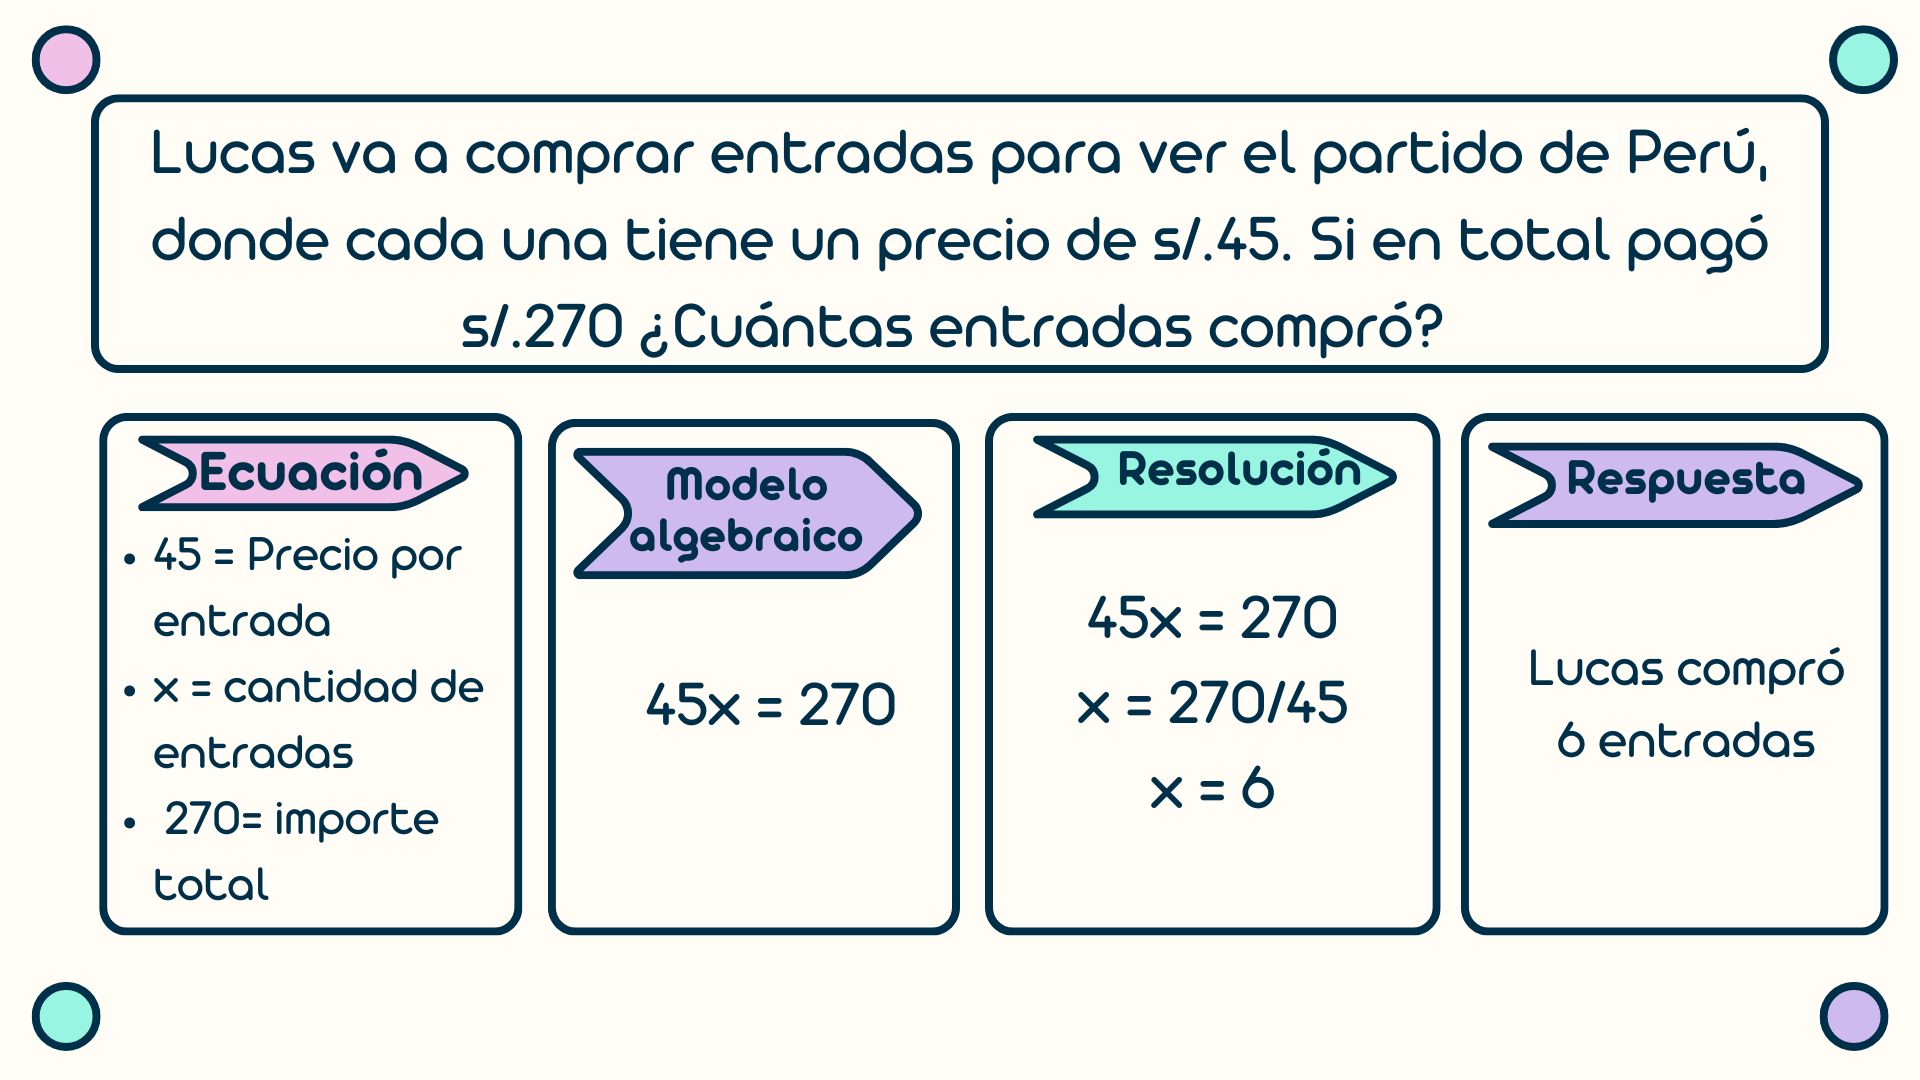 Lucas va a comprar entradas para ver el partido de Perú,
donde cada una tiene un precio de s/.45. Si en total pagó
s/.270 ¿Cuántas entradas compró?
Ecuación
• 45 = Precio por
entrada
• x = cantidad de
entradas
• 270= importe
total
Modelo
algebraico
45x = 270
Resolución
45x = 270
x = 270/45
x = 6
Respuesta
Lucas compró
6 entradas